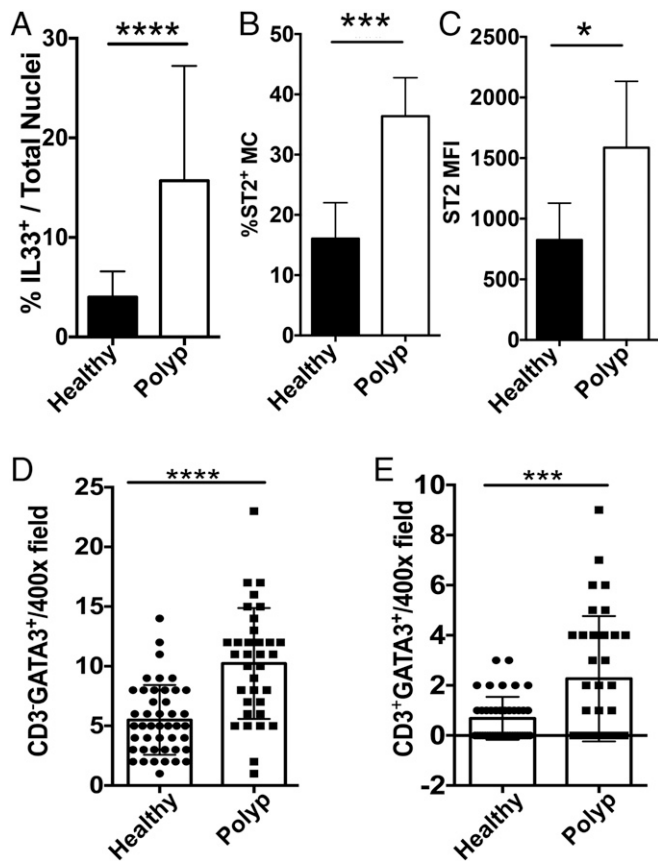 A
****
% IL33⁺ / Total Nuclei
30
20
10
0
Healthy
Polyp
B
***
%ST2⁺ MC
50
40
30
20
10
0
Healthy
Polyp
C
*
ST2 MFI
2500
2000
1500
1000
500
0
Healthy
Polyp
D
****
CD3⁻GATA3⁺/400x field
25
20
15
10
5
0
Healthy
Polyp
E
***
CD3⁺GATA3⁺/400x field
10
8
6
4
2
0
-2
Healthy
Polyp